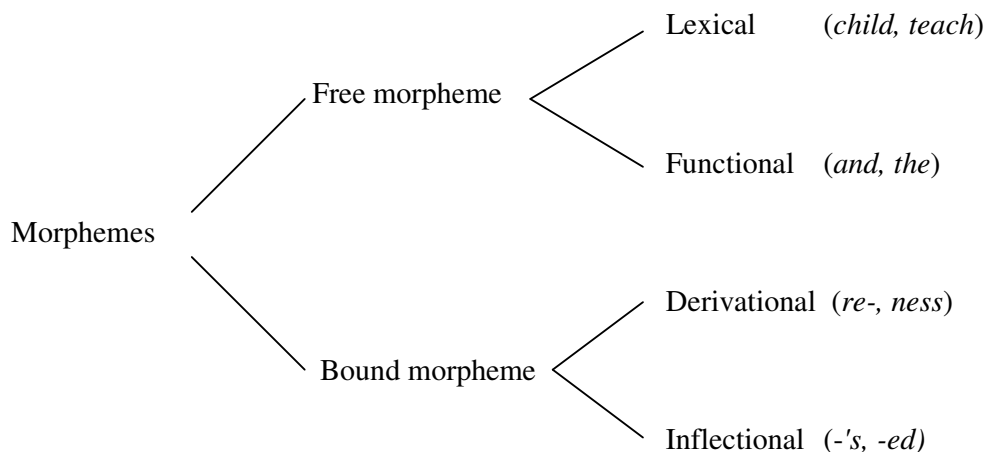 Lexical (child, teach)
Free morpheme
Functional (and, the)
Morphemes
Derivational (re-, ness)
Bound morpheme
Inflectional (-'s, -ed)